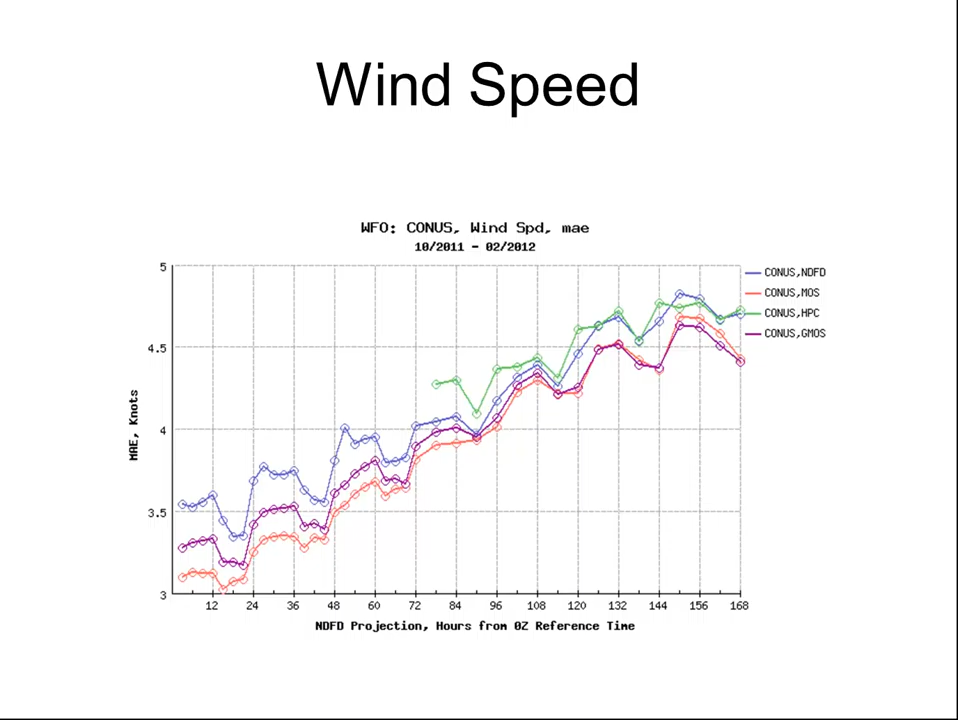 Wind Speed
WFO: CONUS, Wind Spd, mae
10/2011 - 02/2012
5
4.5
4
3.5
3
MAE, Knots
12 24 36 48 60 72 84 96 108 120 132 144 156 168
NDFD Projection, Hours from 0Z Reference Time
CONUS,NDFD
CONUS,MOS
CONUS,HPC
CONUS,GMOS